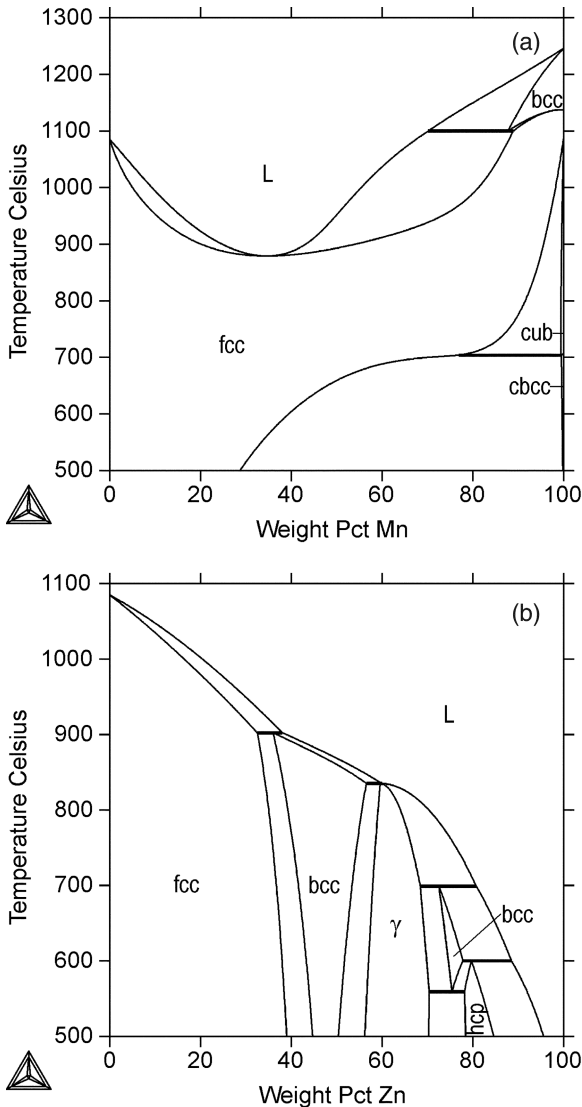 1300
(a)
1200
bcc
1100
1000
L
900
800
fcc
cub
700
cbcc
600
500
0 20 40 60 80 100
Temperature Celsius
Weight Pct Mn
1100
(b)
1000
L
900
800
fcc
bcc
γ
700
bcc
600
hcp
500
0 20 40 60 80 100
Temperature Celsius
Weight Pct Zn